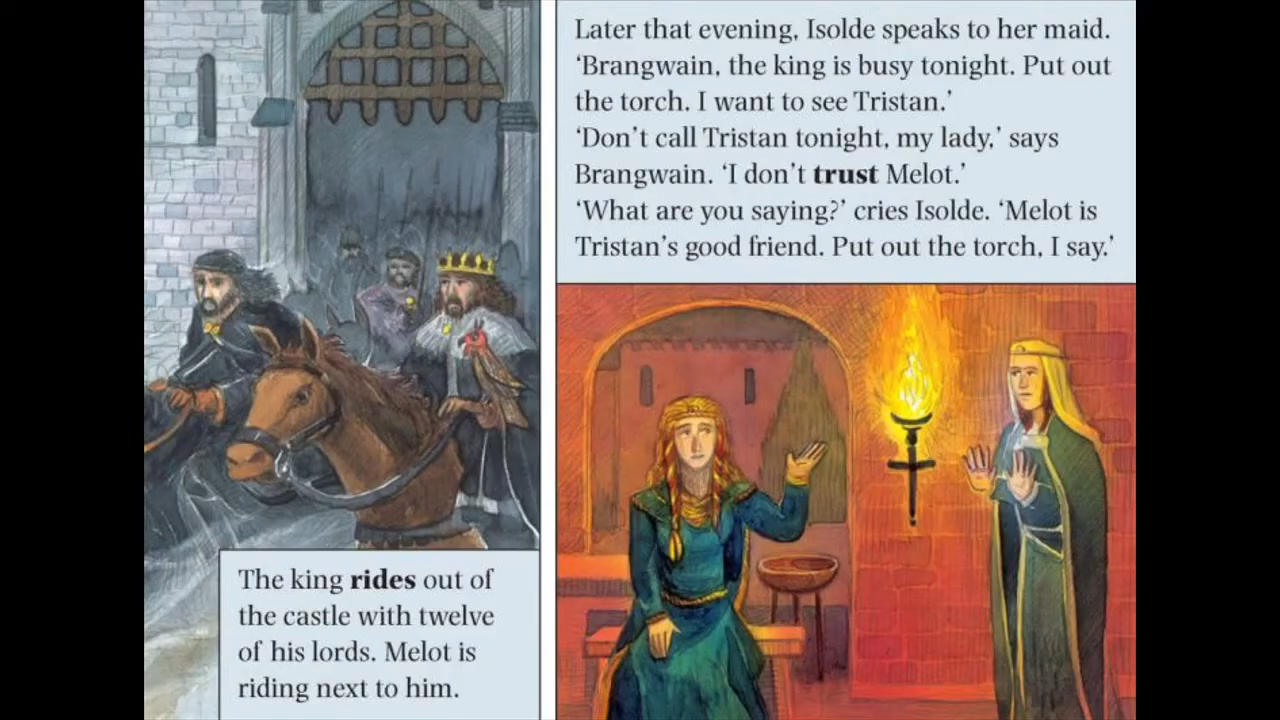 The king rides out of
the castle with twelve
of his lords. Melot is
riding next to him.
Later that evening, Isolde speaks to her maid.
‘Brangwain, the king is busy tonight. Put out
the torch. I want to see Tristan.’
‘Don’t call Tristan tonight, my lady,’ says
Brangwain. ‘I don’t trust Melot.’
‘What are you saying?’ cries Isolde. ‘Melot is
Tristan’s good friend. Put out the torch, I say.’